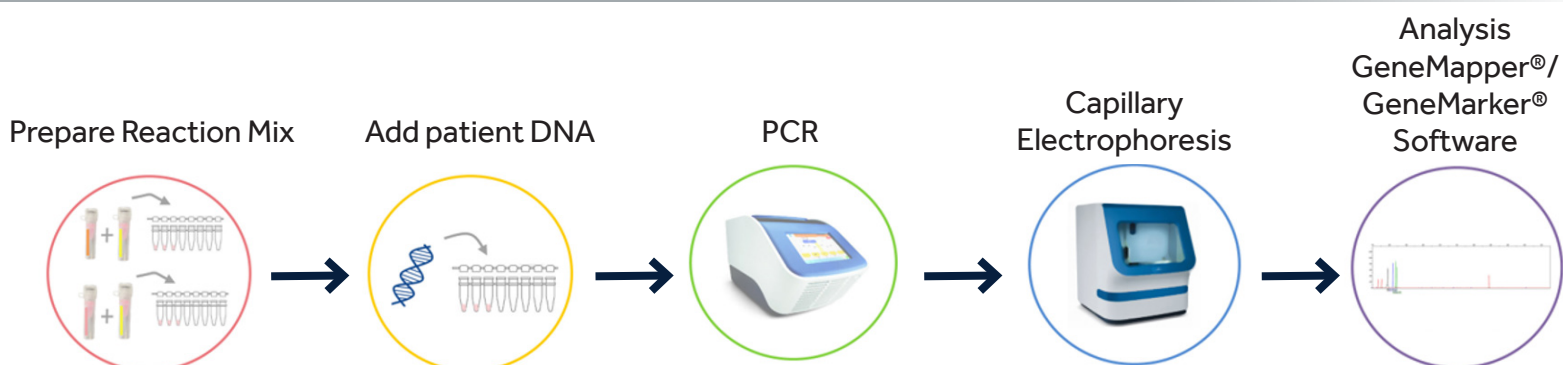 Prepare Reaction Mix
Add patient DNA
PCR
Capillary
Electrophoresis
Analysis
GeneMapper®/
GeneMarker®
Software
+
+